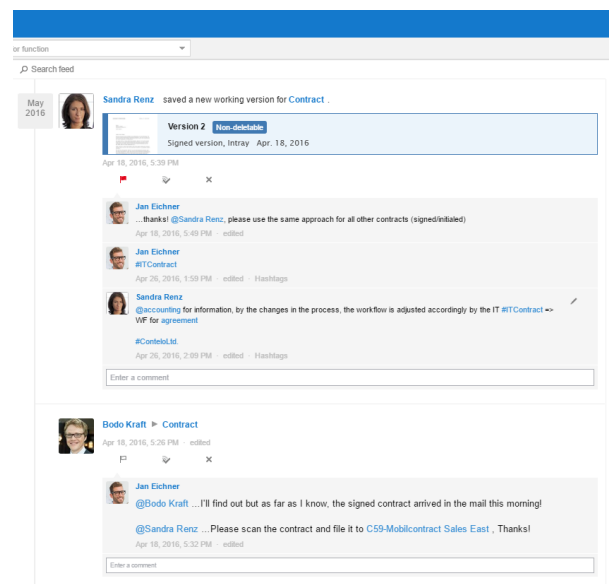 or function
Search feed
May
2016
Sandra Renz saved a new working version for Contract .
Version 2 Non-deletable
Signed version, Intray Apr. 18, 2016
Apr 18, 2016, 5:39 PM
Jan Eichner
...thanks! @Sandra Renz, please use the same approach for all other contracts (signed/initialed)
Apr 18, 2016, 5:49 PM · edited
Jan Eichner
#ITContract
Apr 26, 2016, 1:59 PM · edited · Hashtags
Sandra Renz
@accounting for information, by the changes in the process, the workflow is adjusted accordingly by the IT #ITContract =>
WF for agreement
#ConteloLtd.
Apr 26, 2016, 2:09 PM · edited · Hashtags
Enter a comment
Bodo Kraft ► Contract
Apr 18, 2016, 5:26 PM · edited
Jan Eichner
@Bodo Kraft ...I'll find out but as far as I know, the signed contract arrived in the mail this morning!
@Sandra Renz ...Please scan the contract and file it to C59-Mobilcontract Sales East , Thanks!
Apr 18, 2016, 5:32 PM · edited
Enter a comment